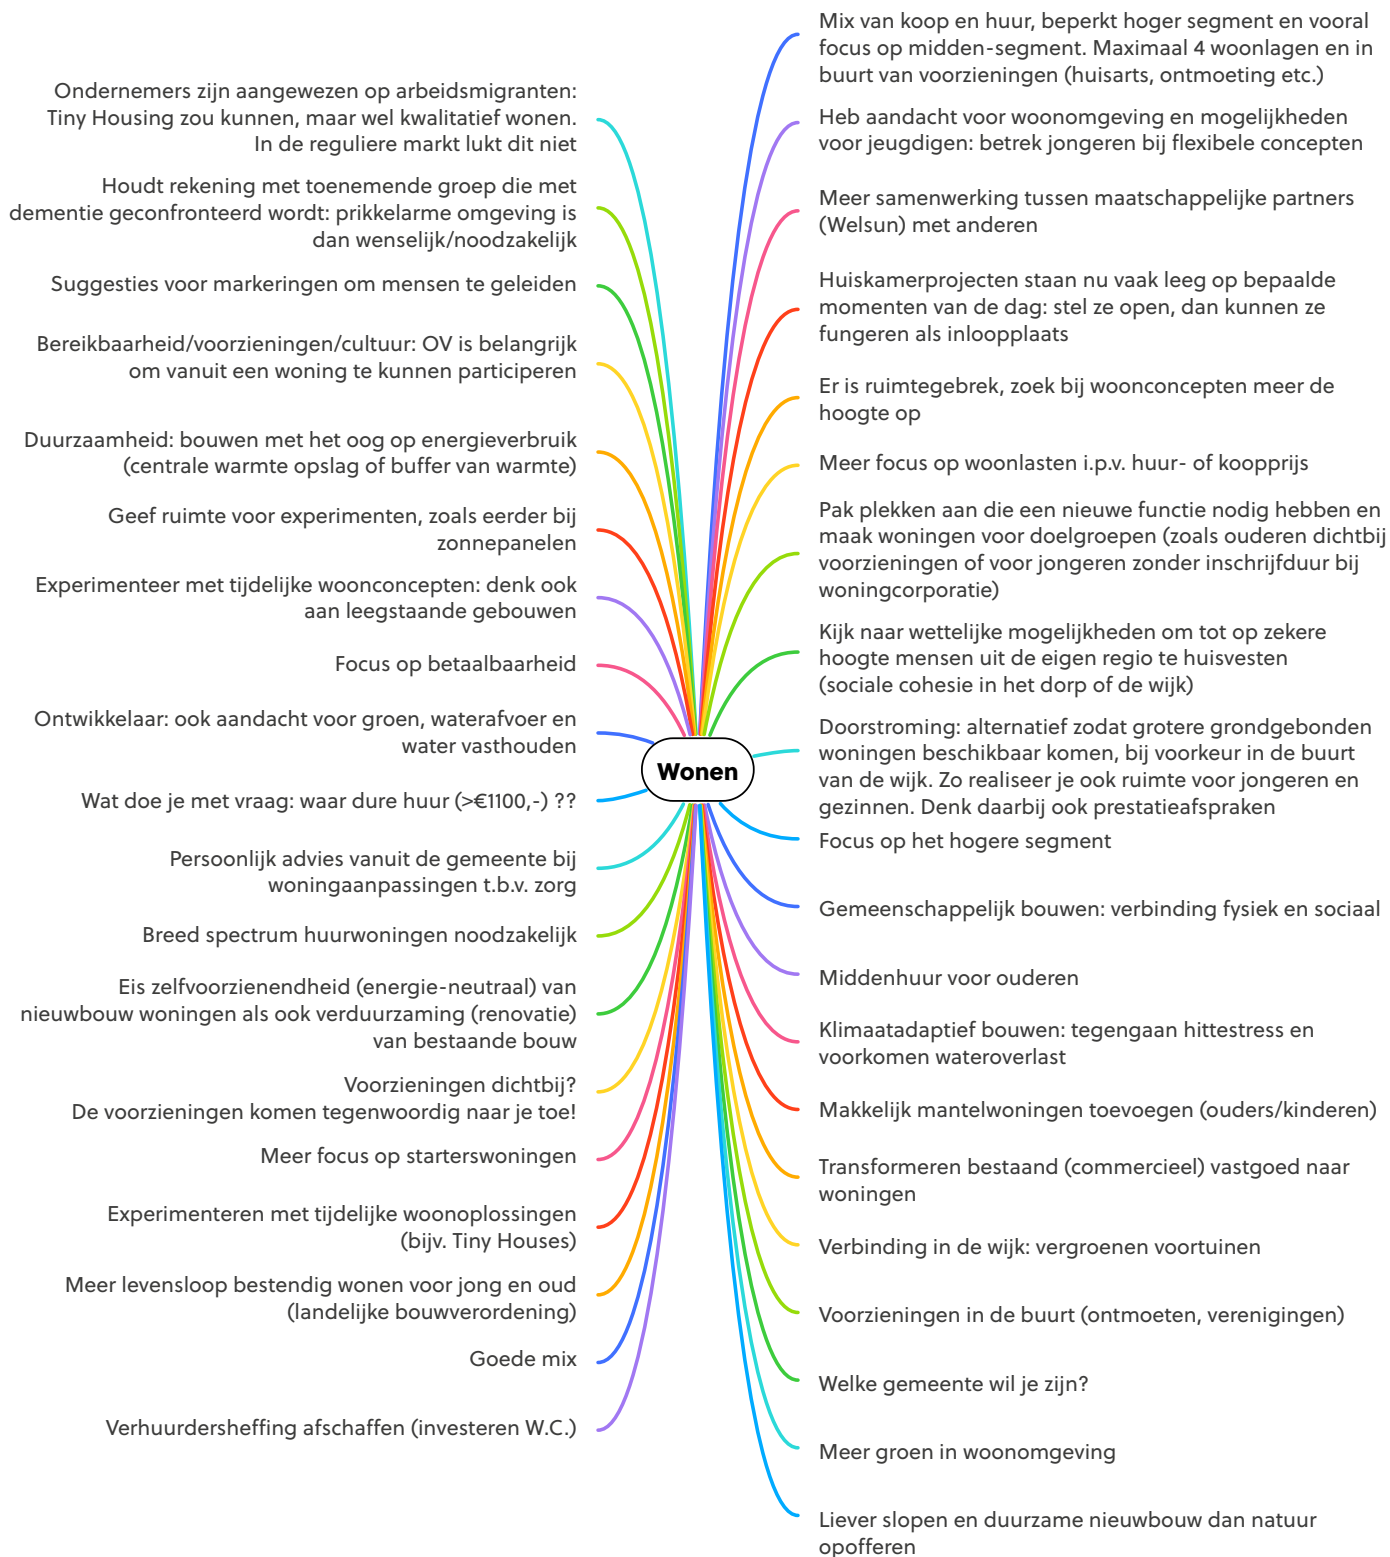 Ondernemers zijn aangewezen op arbeidsmigranten:
Tiny Housing zou kunnen, maar wel kwalitatief wonen.
In de reguliere markt lukt dit niet
Houdt rekening met toenemende groep die met
dementie geconfronteerd wordt: prikkelarme omgeving is
dan wenselijk/noodzakelijk
Suggesties voor markeringen om mensen te geleiden
Bereikbaarheid/voorzieningen/cultuur: OV is belangrijk
om vanuit een woning te kunnen participeren
Duurzaamheid: bouwen met het oog op energieverbruik
(centrale warmte opslag of buffer van warmte)
Geef ruimte voor experimenten, zoals eerder bij
zonnepanelen
Experimenteer met tijdelijke woonconcepten: denk ook
aan leegstaande gebouwen
Focus op betaalbaarheid
Ontwikkelaar: ook aandacht voor groen, waterafvoer en
water vasthouden
Wat doe je met vraag: waar dure huur (>€1100,-) ??
Persoonlijk advies vanuit de gemeente bij
woningaanpassingen t.b.v. zorg
Breed spectrum huurwoningen noodzakelijk
Eis zelfvoorzienendheid (energie-neutraal) van
nieuwbouw woningen als ook verduurzaming (renovatie)
van bestaande bouw
Voorzieningen dichtbij?
De voorzieningen komen tegenwoordig naar je toe!
Meer focus op starterswoningen
Experimenteren met tijdelijke woonoplossingen
(bijv. Tiny Houses)
Meer levensloop bestendig wonen voor jong en oud
(landelijke bouwverordening)
Goede mix
Verhuurdersheffing afschaffen (investeren W.C.)
Wonen
Mix van koop en huur, beperkt hoger segment en vooral
focus op midden-segment. Maximaal 4 woonlagen en in
buurt van voorzieningen (huisarts, ontmoeting etc.)
Heb aandacht voor woonomgeving en mogelijkheden
voor jeugdigen: betrek jongeren bij flexibele concepten
Meer samenwerking tussen maatschappelijke partners
(Welsun) met anderen
Huiskamerprojecten staan nu vaak leeg op bepaalde
momenten van de dag: stel ze open, dan kunnen ze
fungeren als inloopplaats
Er is ruimtegebrek, zoek bij woonconcepten meer de
hoogte op
Meer focus op woonlasten i.p.v. huur- of koopprijs
Pak plekken aan die een nieuwe functie nodig hebben en
maak woningen voor doelgroepen (zoals ouderen dichtbij
voorzieningen of voor jongeren zonder inschrijfduur bij
woningcorporatie)
Kijk naar wettelijke mogelijkheden om tot op zekere
hoogte mensen uit de eigen regio te huisvesten
(sociale cohesie in het dorp of de wijk)
Doorstroming: alternatief zodat grotere grondgebonden
woningen beschikbaar komen, bij voorkeur in de buurt
van de wijk. Zo realiseer je ook ruimte voor jongeren en
gezinnen. Denk daarbij ook prestatieafspraken
Focus op het hogere segment
Gemeenschappelijk bouwen: verbinding fysiek en sociaal
Middenhuur voor ouderen
Klimaatadaptief bouwen: tegengaan hittestress en
voorkomen wateroverlast
Makkelijk mantelwoningen toevoegen (ouders/kinderen)
Transformeren bestaand (commercieel) vastgoed naar
woningen
Verbinding in de wijk: vergroenen voortuinen
Voorzieningen in de buurt (ontmoeten, verenigingen)
Welke gemeente wil je zijn?
Meer groen in woonomgeving
Liever slopen en duurzame nieuwbouw dan natuur
opofferen